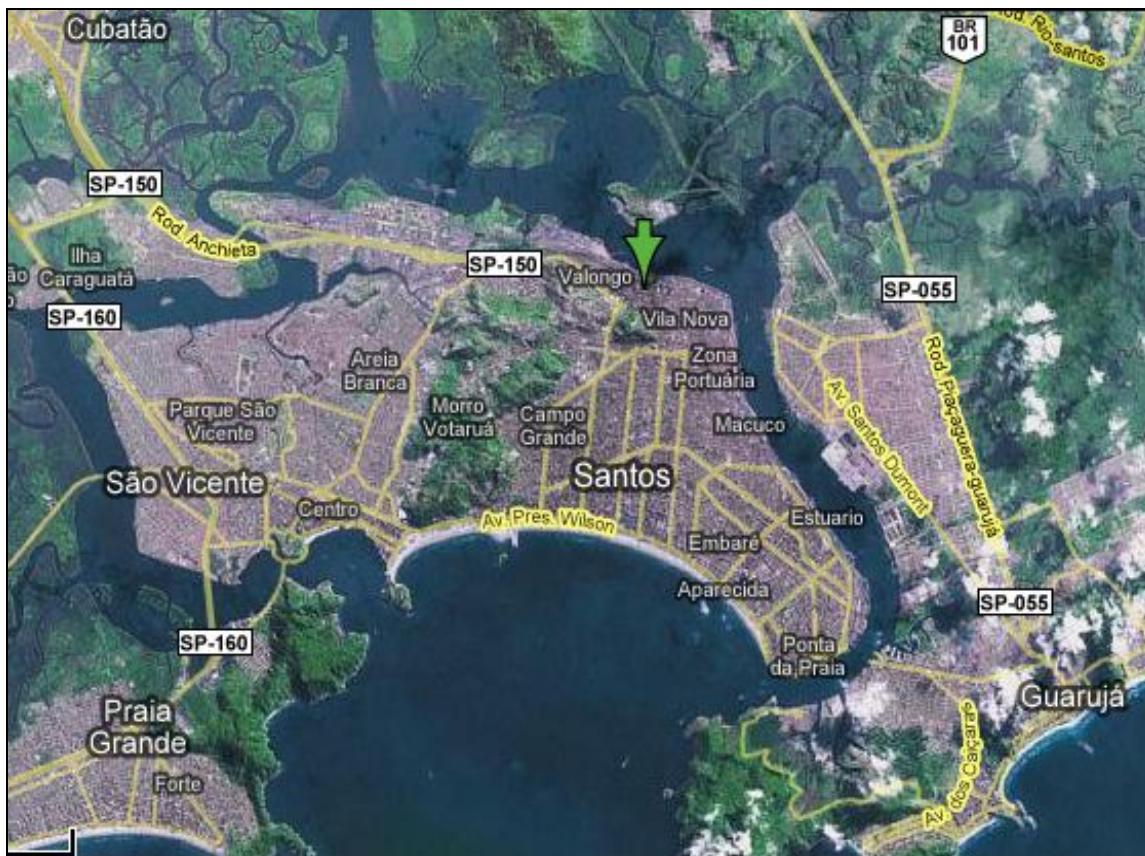 Cubatão
BR
101
Rod. Rio-santos
SP-150
Rod. Anchieta
Ilha
Caraguatá
SP-160
SP-150
Valongo
Vila Nova
SP-055
Zona
Portuária
Areia
Branca
Rod. Piaçaguera-guarujá
Av. Santos Dumont
Parque São
Vicente
Morro
Votaruá
Campo
Grande
Macuco
São Vicente
Santos
Centro
Av. Pres. Wilson
Estuario
Embaré
Aparecida
SP-055
SP-160
Ponta
da Praia
Guarujá
Praia
Grande
Forte
Av. dos Caiçaras